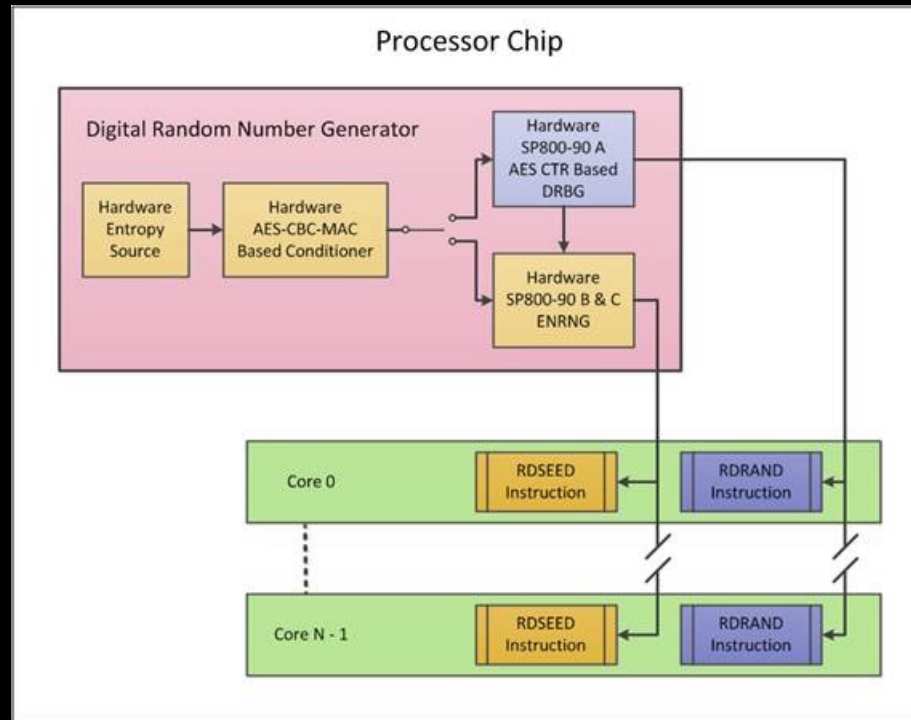 Processor Chip
Digital Random Number Generator
Hardware
Entropy
Source
Hardware
AES-CBC-MAC
Based Conditioner
Hardware
SP800-90 A
AES CTR Based
DRBG
Hardware
SP800-90 B & C
ENRNG
Core 0
RDSEED
Instruction
RDRAND
Instruction
Core N - 1
RDSEED
Instruction
RDRAND
Instruction